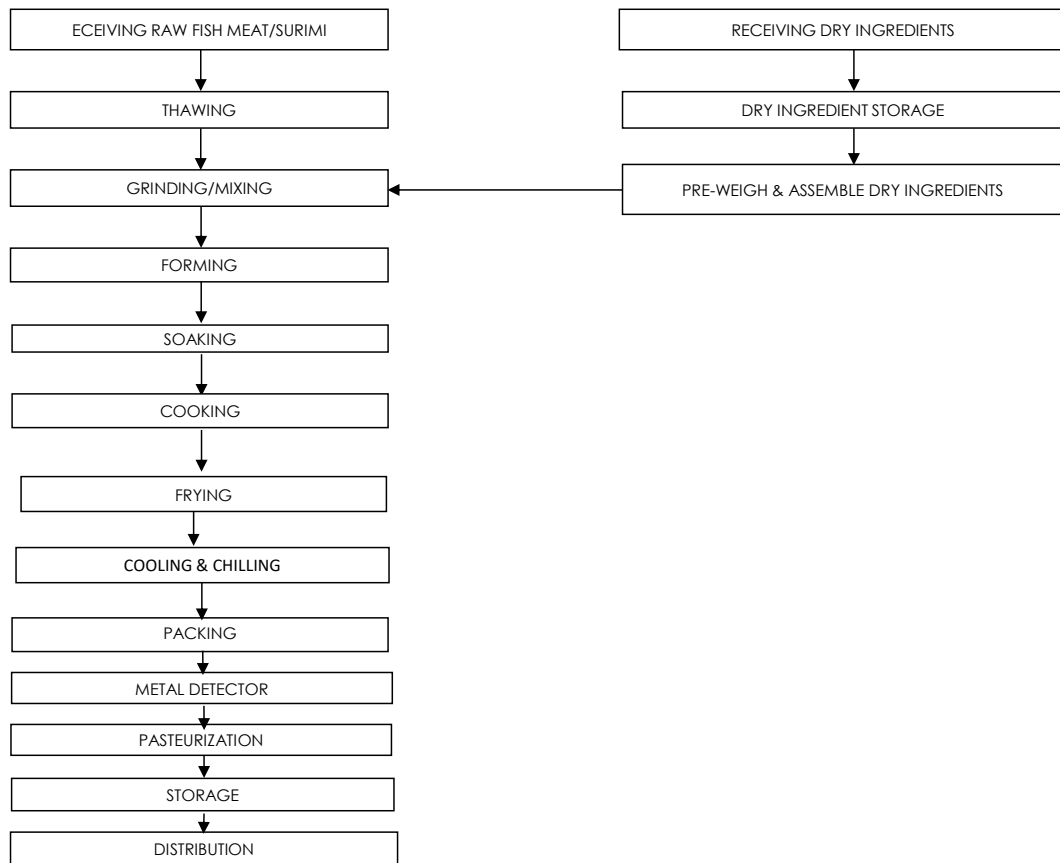 ECEIVING RAW FISH MEAT/SURIMI
RECEIVING DRY INGREDIENTS
THAWING
DRY INGREDIENT STORAGE
GRINDING/MIXING
PRE-WEIGH & ASSEMBLE DRY INGREDIENTS
FORMING
SOAKING
COOKING
FRYING
COOLING & CHILLING
PACKING
METAL DETECTOR
PASTEURIZATION
STORAGE
DISTRIBUTION